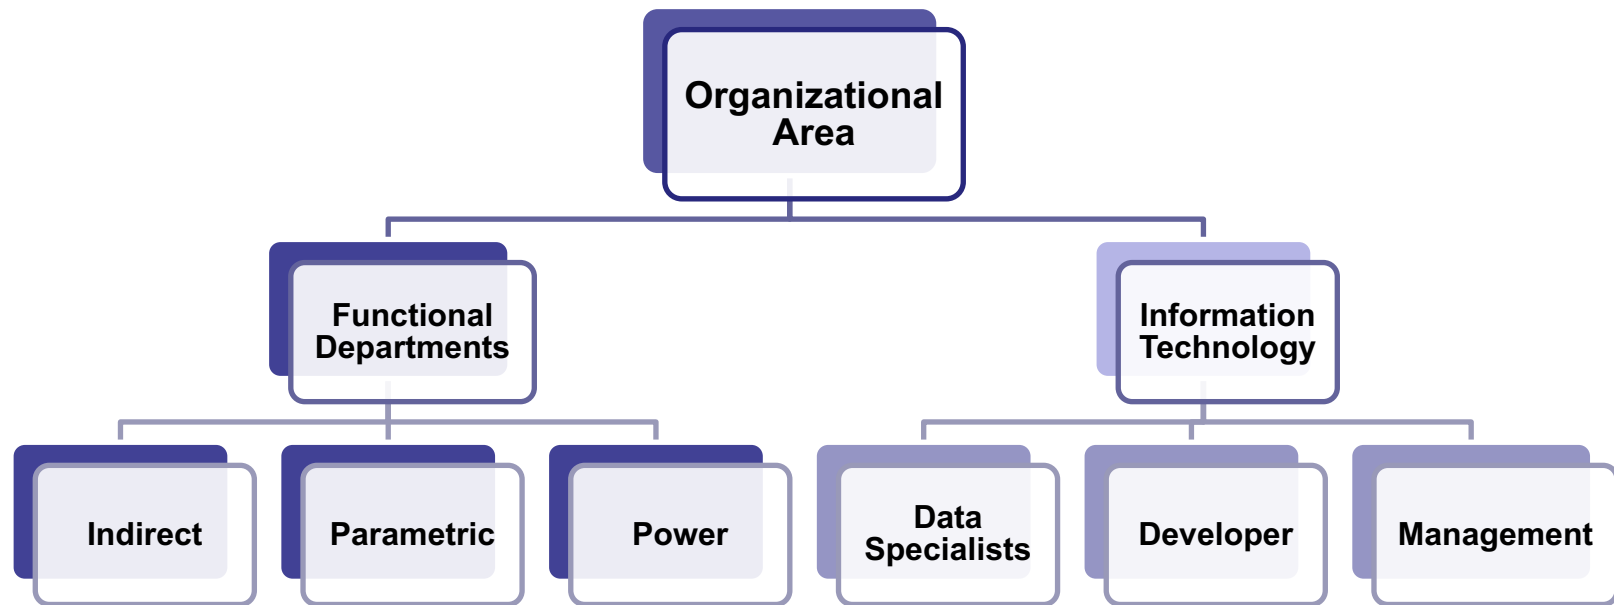 Organizational
Area
Functional
Departments
Information
Technology
Indirect
Parametric
Power
Data
Specialists
Developer
Management